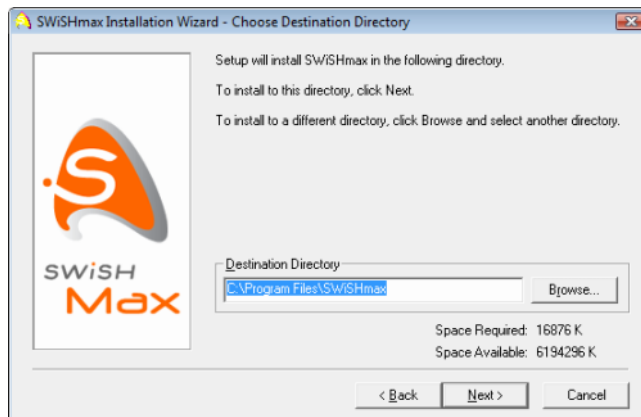 SWiSHmax Installation Wizard - Choose Destination Directory
Setup will install SWiSHmax in the following directory.
To install to this directory, click Next.
To install to a different directory, click Browse and select another directory.
S
SWiSH
Max
Destination Directory
C:\Program Files\SWiSHmax
Browse...
Space Required: 16876 K
Space Available: 6194296 K
< Back
Next >
Cancel